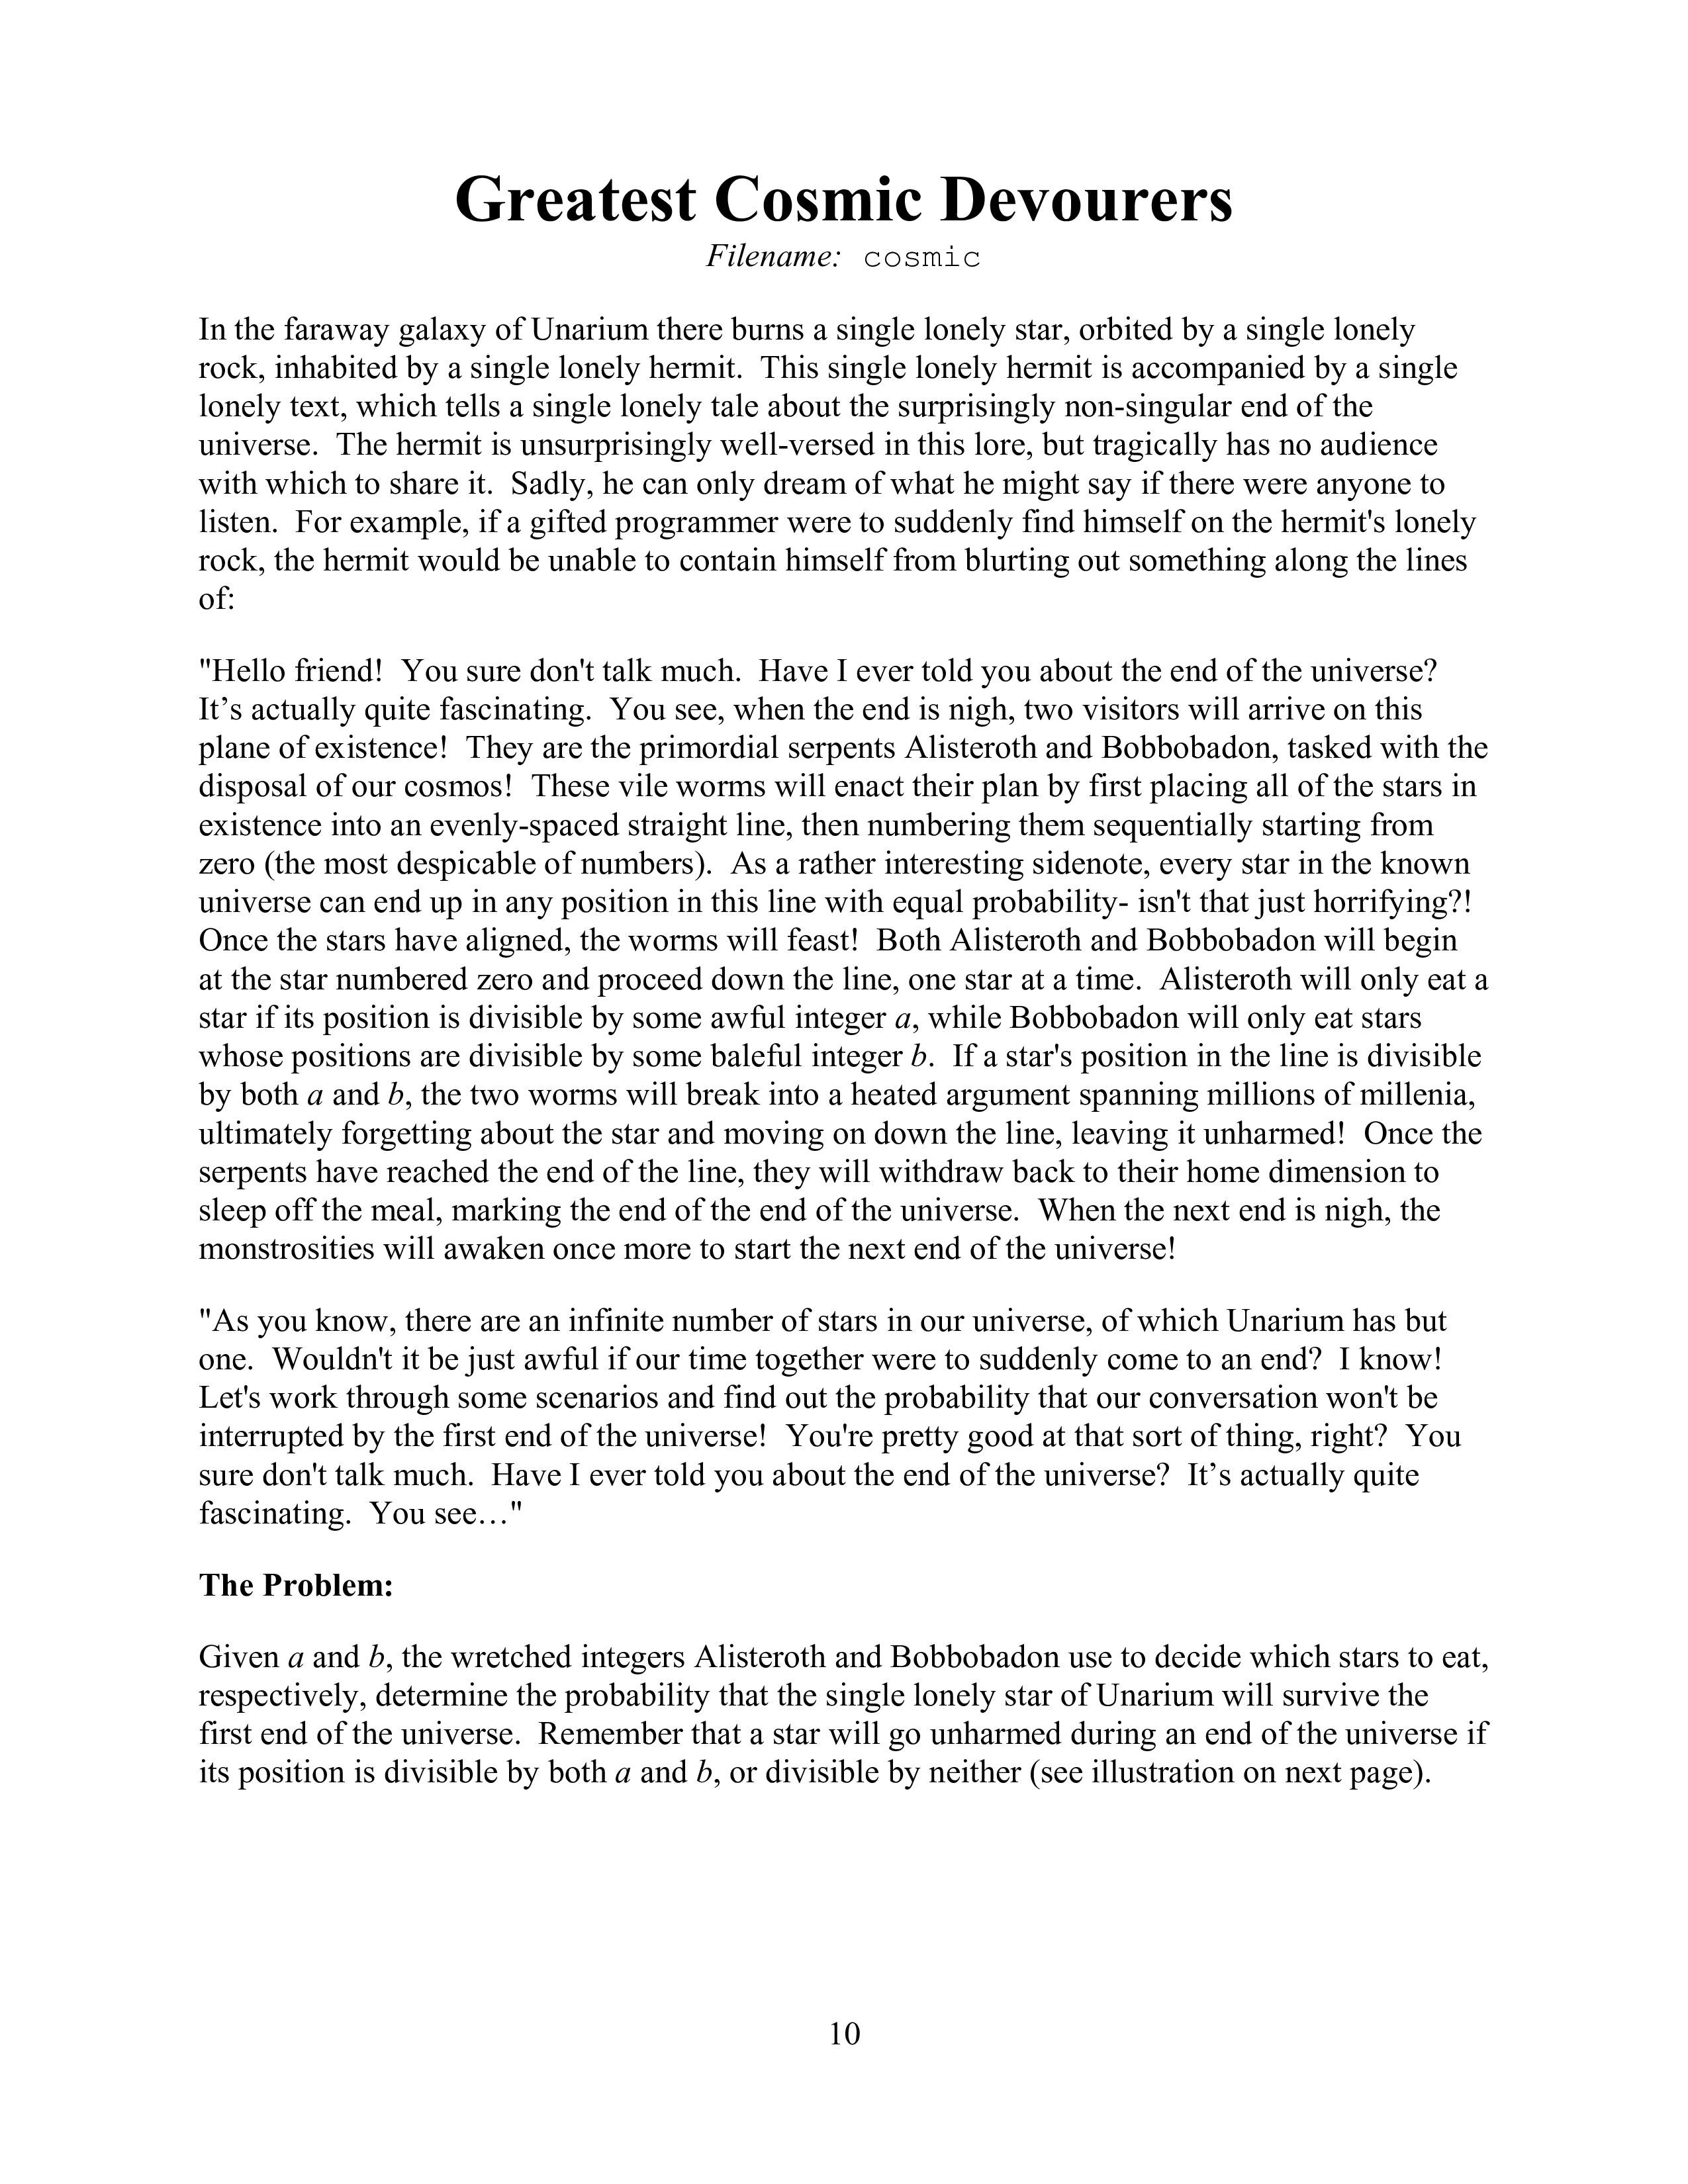 Greatest Cosmic Devourers
Filename: cosmic
In the faraway galaxy of Unarium there burns a single lonely star, orbited by a single lonely
rock, inhabited by a single lonely hermit. This single lonely hermit is accompanied by a single
lonely text, which tells a single lonely tale about the surprisingly non-singular end of the
universe. The hermit is unsurprisingly well-versed in this lore, but tragically has no audience
with which to share it. Sadly, he can only dream of what he might say if there were anyone to
listen. For example, if a gifted programmer were to suddenly find himself on the hermit's lonely
rock, the hermit would be unable to contain himself from blurting out something along the lines
of:
"Hello friend! You sure don't talk much. Have I ever told you about the end of the universe?
It’s actually quite fascinating. You see, when the end is nigh, two visitors will arrive on this
plane of existence! They are the primordial serpents Alisteroth and Bobbobadon, tasked with the
disposal of our cosmos! These vile worms will enact their plan by first placing all of the stars in
existence into an evenly-spaced straight line, then numbering them sequentially starting from
zero (the most despicable of numbers). As a rather interesting sidenote, every star in the known
universe can end up in any position in this line with equal probability- isn't that just horrifying?!
Once the stars have aligned, the worms will feast! Both Alisteroth and Bobbobadon will begin
at the star numbered zero and proceed down the line, one star at a time. Alisteroth will only eat a
star if its position is divisible by some awful integer a, while Bobbobadon will only eat stars
whose positions are divisible by some baleful integer b. If a star's position in the line is divisible
by both a and b, the two worms will break into a heated argument spanning millions of millenia,
ultimately forgetting about the star and moving on down the line, leaving it unharmed! Once the
serpents have reached the end of the line, they will withdraw back to their home dimension to
sleep off the meal, marking the end of the end of the universe. When the next end is nigh, the
monstrosities will awaken once more to start the next end of the universe!
"As you know, there are an infinite number of stars in our universe, of which Unarium has but
one. Wouldn't it be just awful if our time together were to suddenly come to an end? I know!
Let's work through some scenarios and find out the probability that our conversation won't be
interrupted by the first end of the universe! You're pretty good at that sort of thing, right? You
sure don't talk much. Have I ever told you about the end of the universe? It’s actually quite
fascinating. You see…"
The Problem:
Given a and b, the wretched integers Alisteroth and Bobbobadon use to decide which stars to eat,
respectively, determine the probability that the single lonely star of Unarium will survive the
first end of the universe. Remember that a star will go unharmed during an end of the universe if
its position is divisible by both a and b, or divisible by neither (see illustration on next page).
10